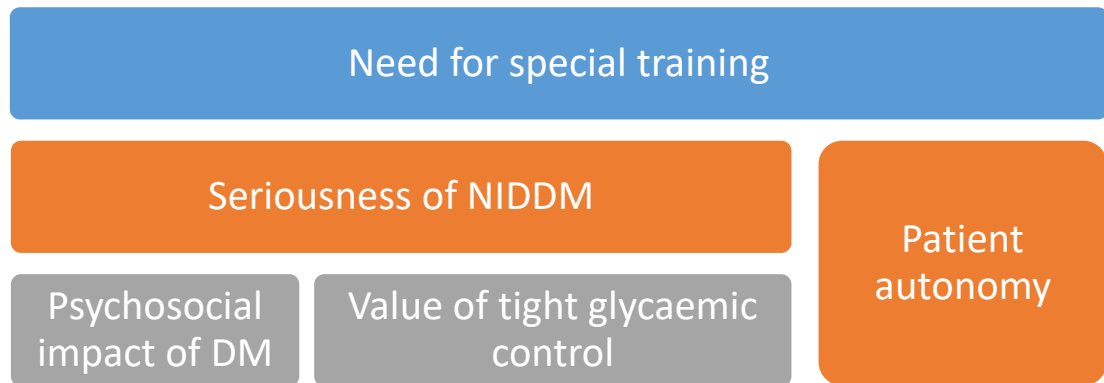 Need for special training
Seriousness of NIDDM
Patient
autonomy
Psychosocial
impact of DM
Value of tight glycaemic
control